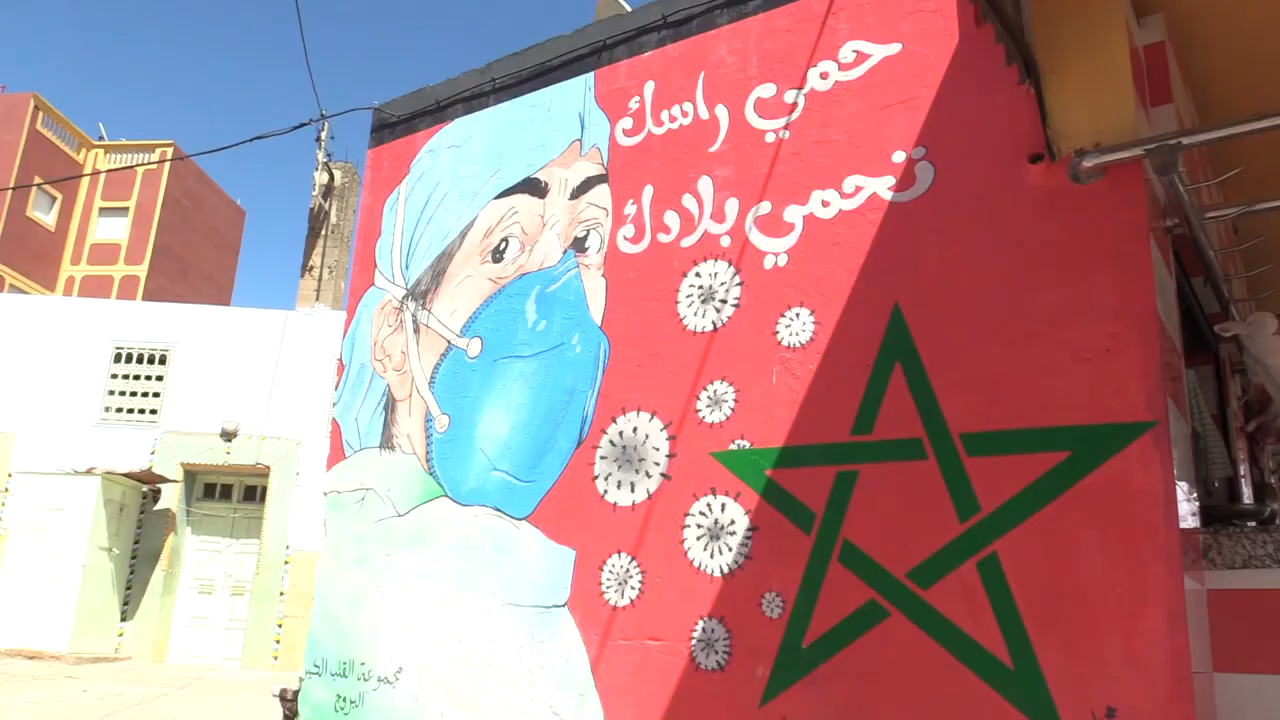 حمي راسك
تحمي بلادك
مجموعة القلب الكبير
البروج